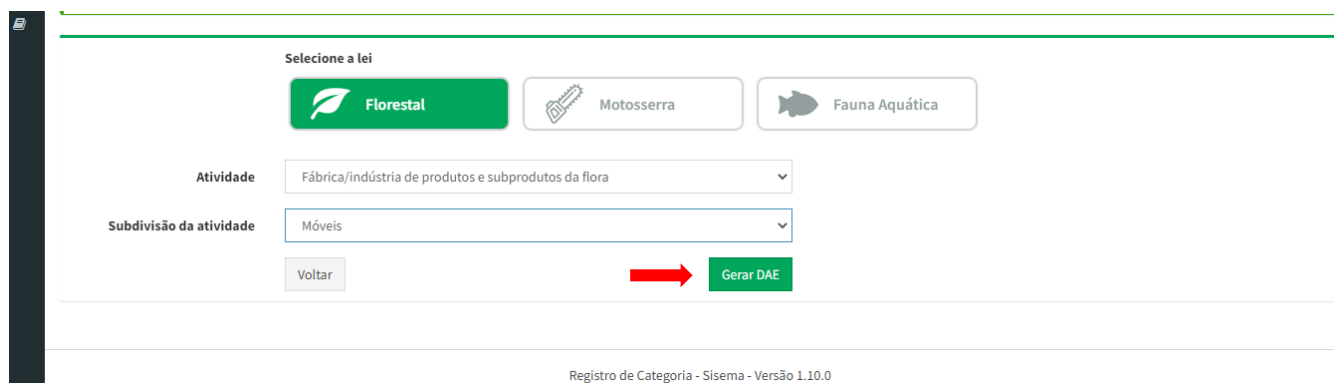 Selecione a lei
Florestal
Motosserra
Fauna Aquática
Atividade
Fábrica/indústria de produtos e subprodutos da flora
Subdivisão da atividade
Móveis
Voltar
Gerar DAE
Registro de Categoria - Sisema - Versão 1.10.0